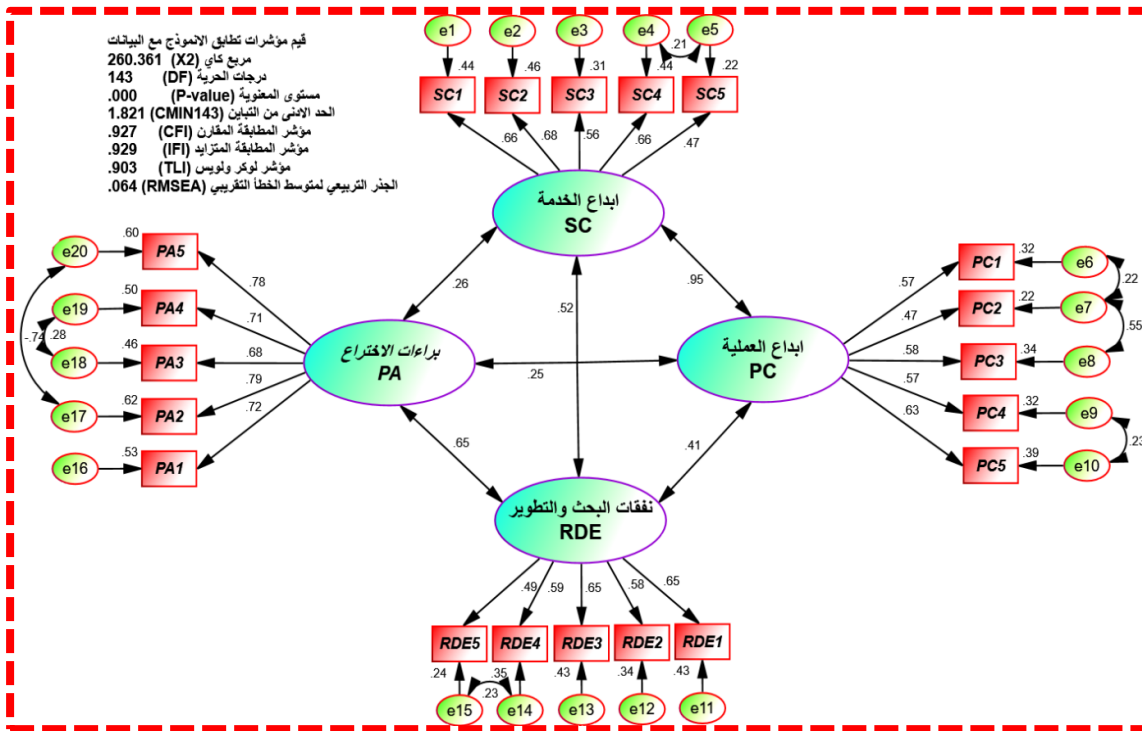 قيم مؤشرات تطابق الانموذج مع البيانات
مربع كاي (X2) 260.361
درجات الحرية (DF) 143
مستوى المعنوية (P-value) .000
الحد الادنى من التباين (CMIN143) 1.821
مؤشر المطابقة المقارن (CFI) .927
مؤشر المطابقة المتزايد (IFI) .929
مؤشر لوكر ولويس (TLI) .903
الجذر التربيعي لمتوسط الخطأ التقريبي (RMSEA) .064
e1 e2 e3 e4 e5
.21
.44 .46 .31 .44 .22
SC1 SC2 SC3 SC4 SC5
.66 .68 .56 .66 .47
ابداع الخدمة
SC
.26 .52 .95 .25 .65 .41
e20 .60 PA5 .78
e19 .50 PA4 .71
-.74 .28
e18 .46 PA3 .68
e17 .62 PA2 .79
e16 .53 PA1 .72
براءات الاختراع
PA
ابداع العملية
PC
.57 PC1 .32 e6
.22
.47 PC2 .22 e7
.55
.58 PC3 .34 e8
.57 PC4 .32 e9
.23
.63 PC5 .39 e10
نفقات البحث والتطوير
RDE
.49 .59 .65 .58 .65
RDE5 RDE4 RDE3 RDE2 RDE1
.24 .35 .43 .34 .43
.23
e15 e14 e13 e12 e11